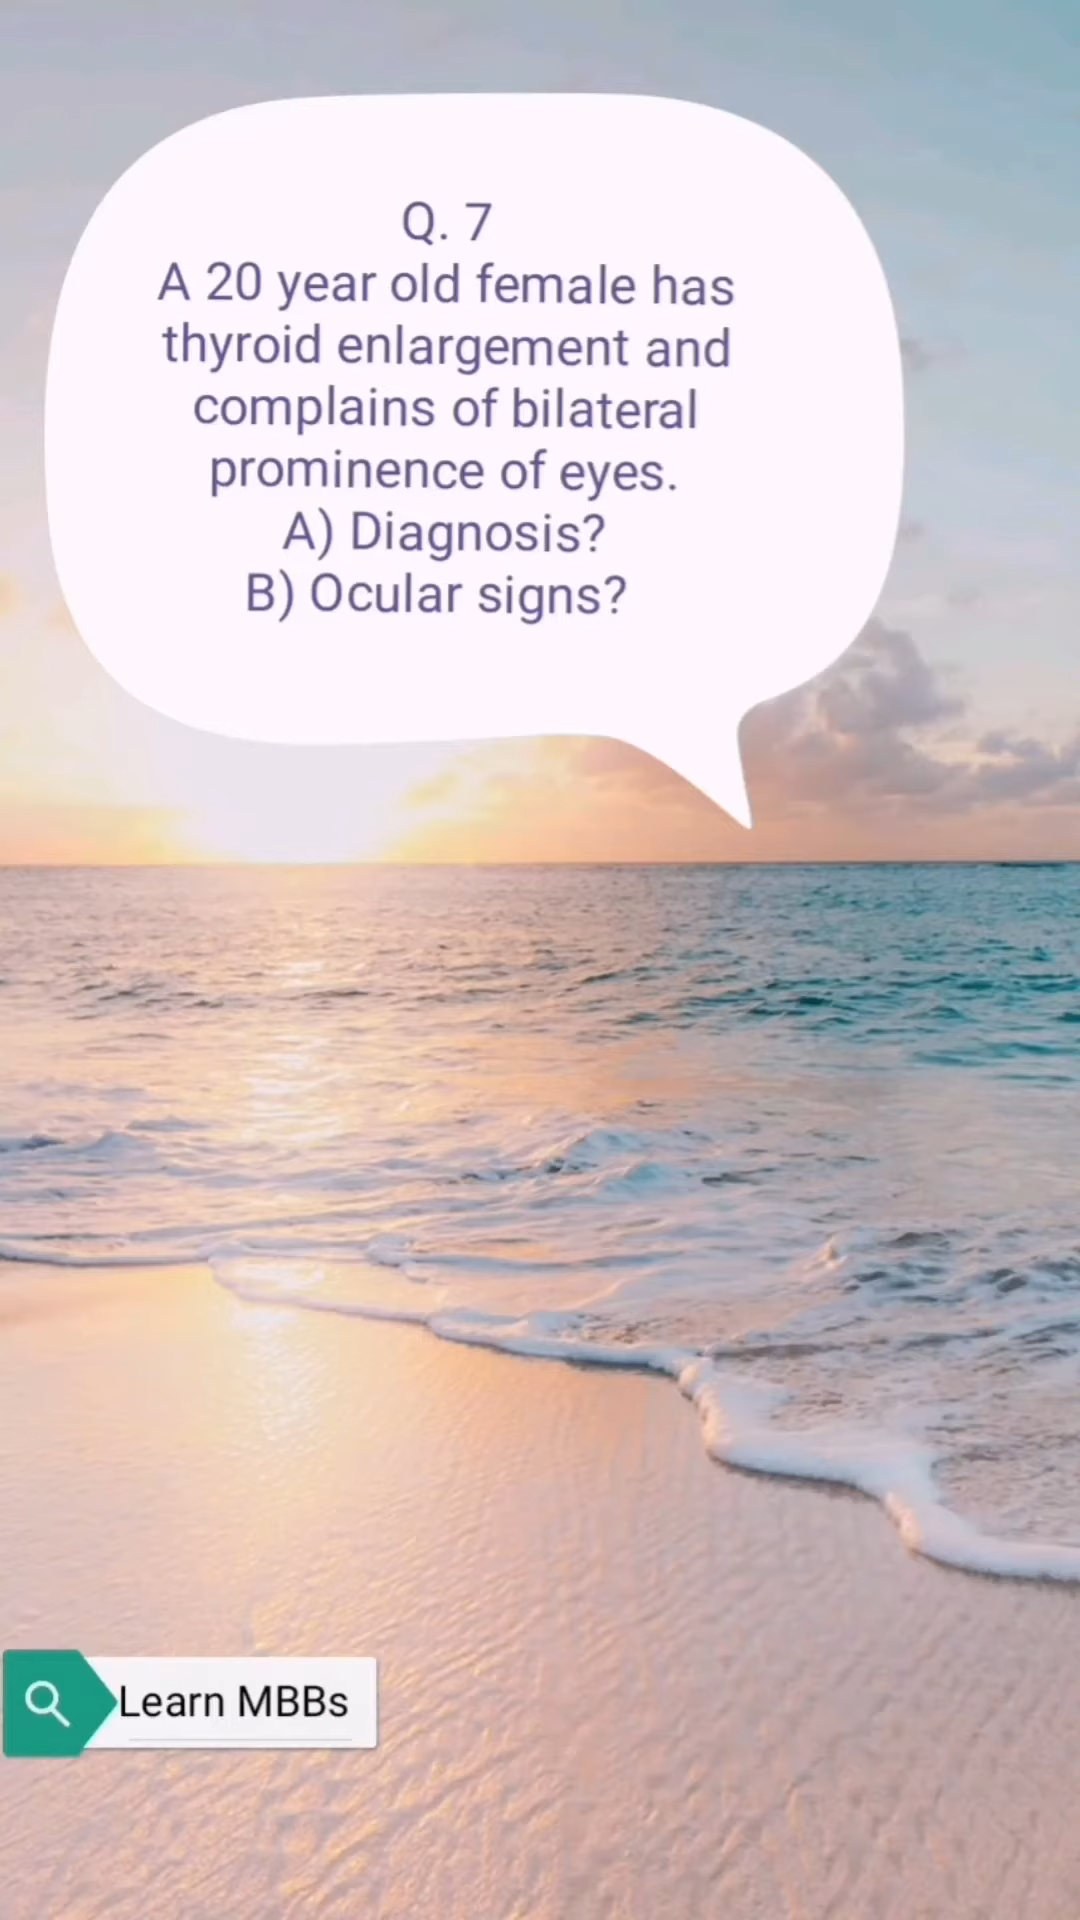 Q. 7
A 20 year old female has
thyroid enlargement and
complains of bilateral
prominence of eyes.
A) Diagnosis?
B) Ocular signs?
Learn MBBs